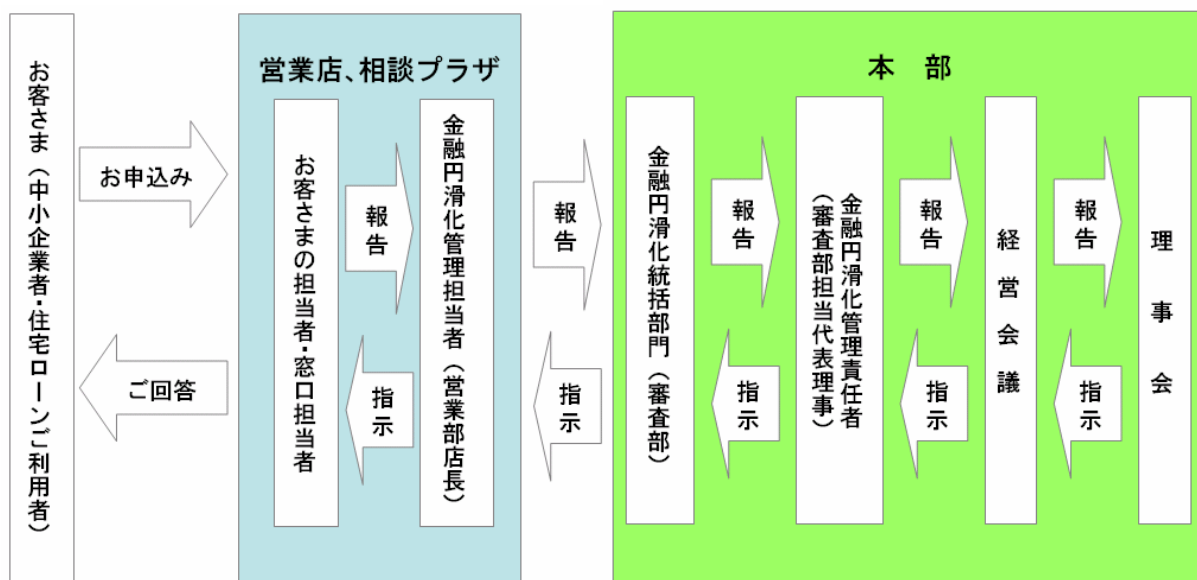 お客さま（中小企業者・住宅ローンご利用者）
お申込み
ご回答
営業店、相談プラザ
お客さまの担当者・窓口担当者
報告
指示
金融円滑化管理担当者（営業部店長）
報告
指示
本　部
金融円滑化統括部門（審査部）
報告
指示
金融円滑化管理責任者
（審査部担当代表理事）
報告
指示
経営会議
報告
指示
理事会